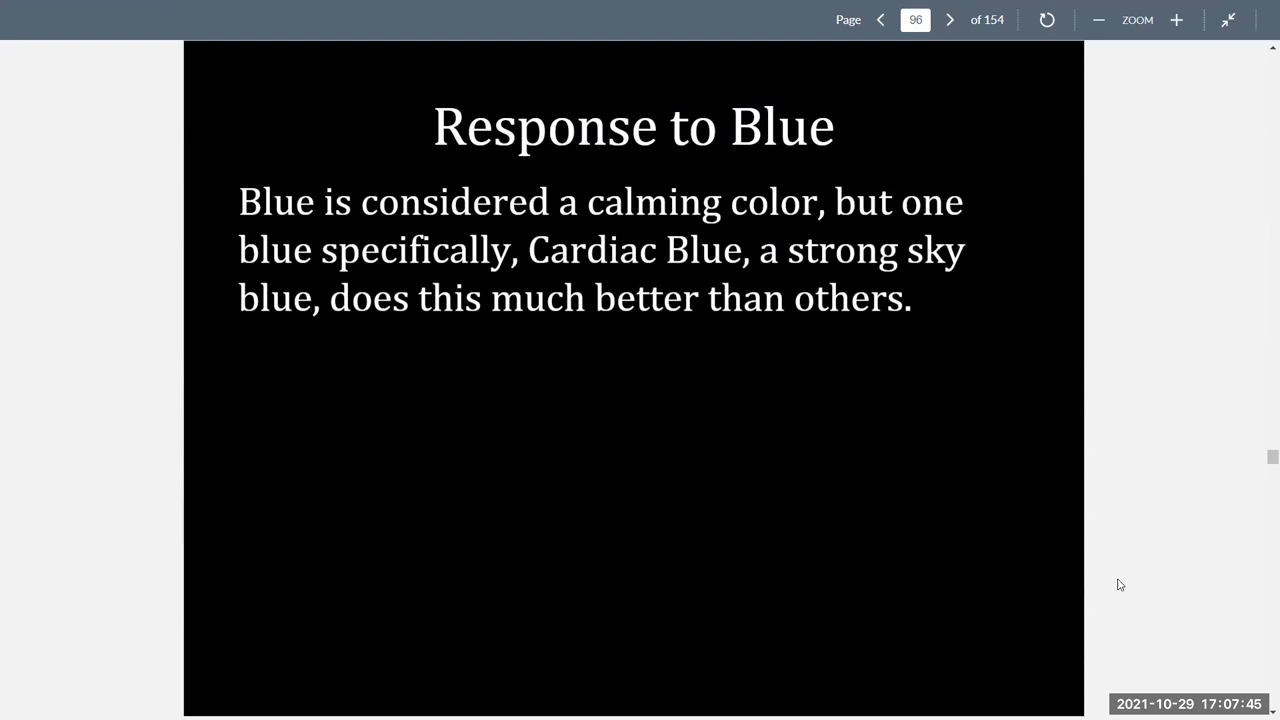 Page 96 of 154 ZOOM
Response to Blue
Blue is considered a calming color, but one
blue specifically, Cardiac Blue, a strong sky
blue, does this much better than others.
2021-10-29 17:07:45